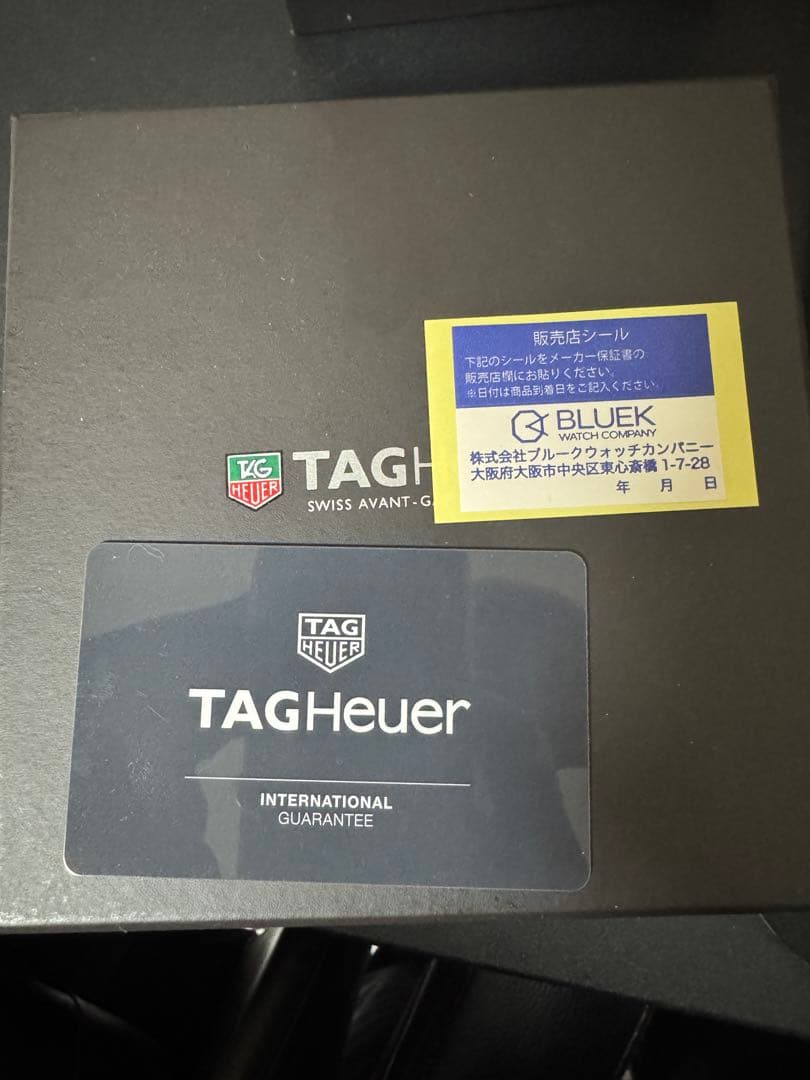 販売店シール
下記のシールをメーカー保証書の
販売店欄にお貼りください。
※日付は商品到着日をご記入ください。
BLUEK
WATCH COMPANY
株式会社ブルークウォッチカンパニー
大阪府大阪市中央区東心斎橋 1-7-28
年 月 日
TAG
HEUER
TAGH
SWISS AVANT-G
TAG
HEUER
TAGHeuer
INTERNATIONAL
GUARANTEE